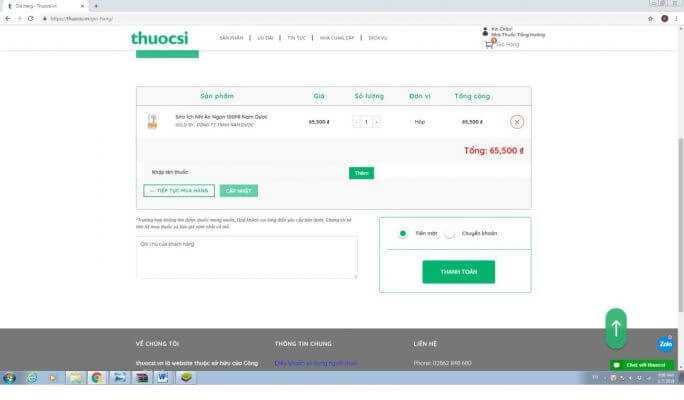 Giỏ hàng - Thuocsi.vn
https://thuocsi.vn/gio-hang/
thuocsi
SẢN PHẨM
ƯU ĐÃI
TIN TỨC
NHÀ CUNG CẤP
DỊCH VỤ
Xin Chào!
Nhà Thuốc Tổng Hương
Giỏ Hàng
Sản phẩm Giá Số lượng Đơn vị Tổng cộng
Siro Ích Nhi Ăn Ngon 100Ml Nam Dược
SOLD BY: CÔNG TY TNHH NAM DƯỢC
65,500 ₫ - 1 + Hộp 65,500 ₫ ×
Tổng: 65,500 ₫
Nhập tên thuốc Thêm
← TIẾP TỤC MUA HÀNG CẬP NHẬT
*Trường hợp không tìm được thuốc mong muốn, Quý khách vui lòng điền yêu cầu bên dưới. Chúng tôi sẽ
liên hệ mua thuốc và báo giá sớm nhất có thể.
Ghi chú của khách hàng
Tiền mặt Chuyển khoản
THANH TOÁN
VỀ CHÚNG TÔI THÔNG TIN CHUNG LIÊN HỆ
thuocsi.vn là website thuộc sở hữu của Công Điều khoản sử dụng người mua Phone: 02862 848 680
Zalo
Chat với thuocsi
EN